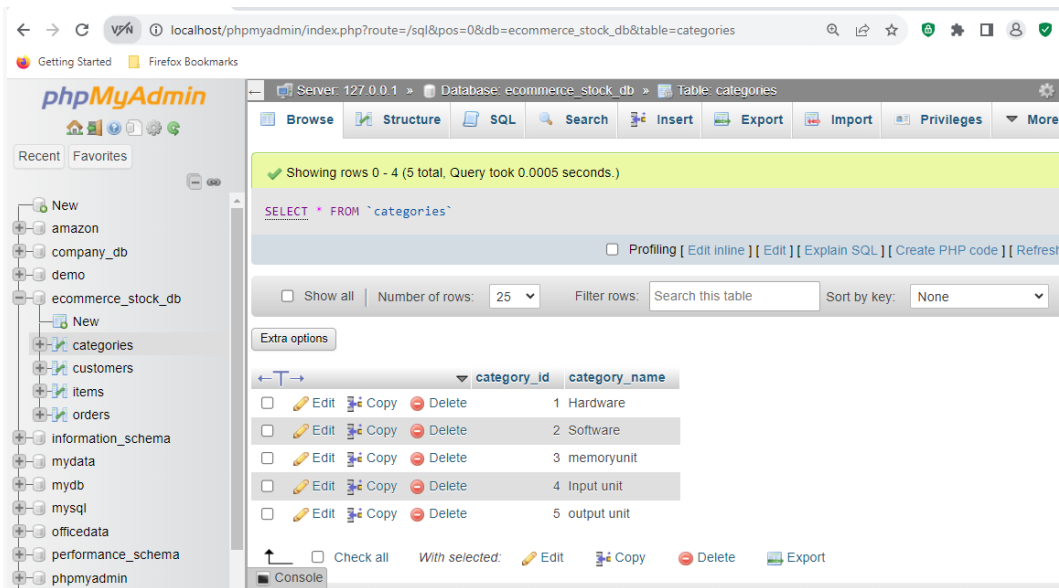 VPN localhost/phpmyadmin/index.php?route=/sql&pos=0&db=ecommerce_stock_db&table=categories
Getting Started Firefox Bookmarks
phpMyAdmin
Recent Favorites
New
amazon
company_db
demo
ecommerce_stock_db
New
categories
customers
items
orders
information_schema
mydata
mydb
mysql
officedata
performance_schema
phpmyadmin
Server: 127.0.0.1 » Database: ecommerce_stock_db » Table: categories
Browse Structure SQL Search Insert Export Import Privileges More
Showing rows 0 - 4 (5 total, Query took 0.0005 seconds.)
SELECT * FROM `categories`
Profiling [ Edit inline ] [ Edit ] [ Explain SQL ] [ Create PHP code ] [ Refresh
Show all Number of rows: 25 Filter rows: Search this table Sort by key: None
Extra options
←T→ category_id category_name
Edit Copy Delete 1 Hardware
Edit Copy Delete 2 Software
Edit Copy Delete 3 memoryunit
Edit Copy Delete 4 Input unit
Edit Copy Delete 5 output unit
Check all With selected: Edit Copy Delete Export
Console